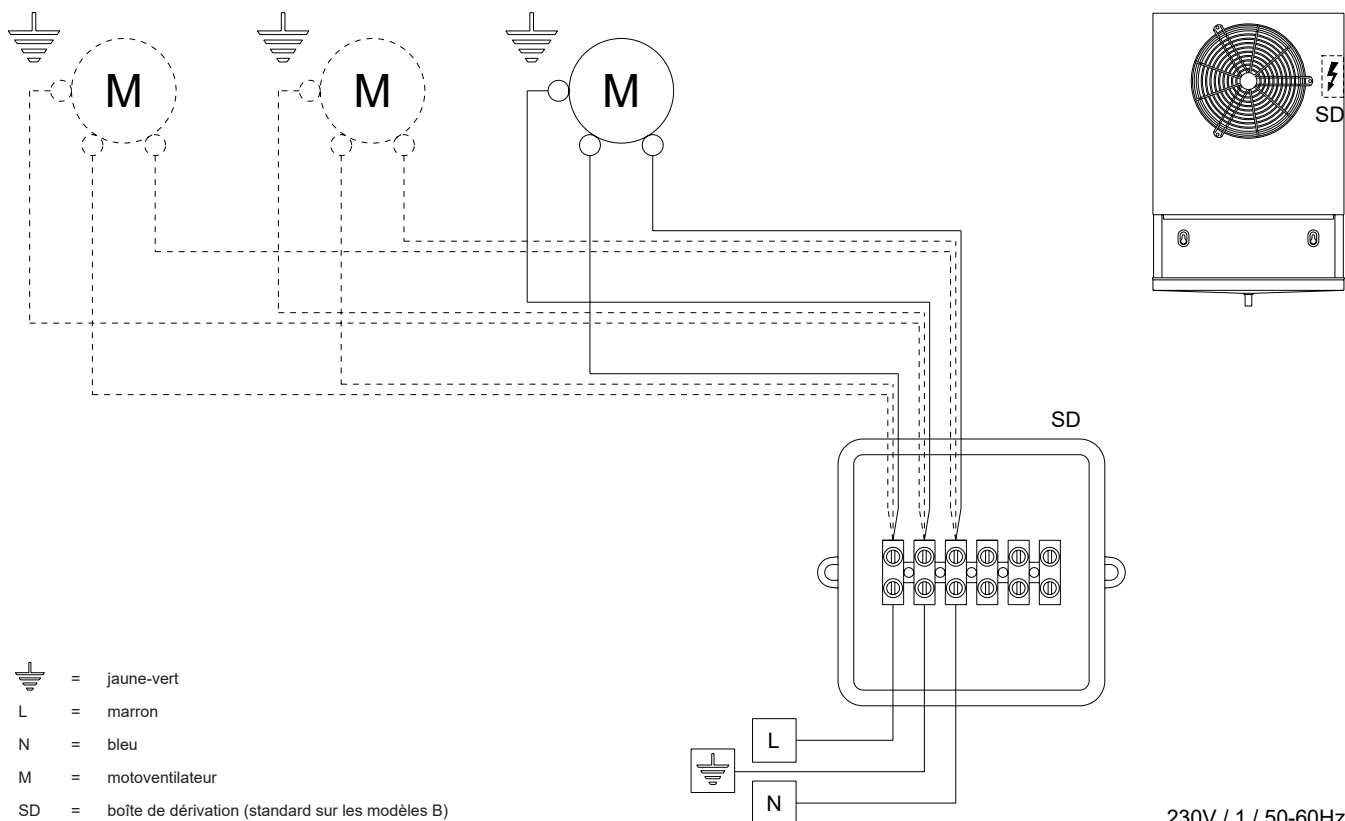 M M M
SD
SD
= jaune-vert
L = marron
N = bleu
M = motoventilateur
SD = boîte de dérivation (standard sur les modèles B)
L
N
230V / 1 / 50-60Hz